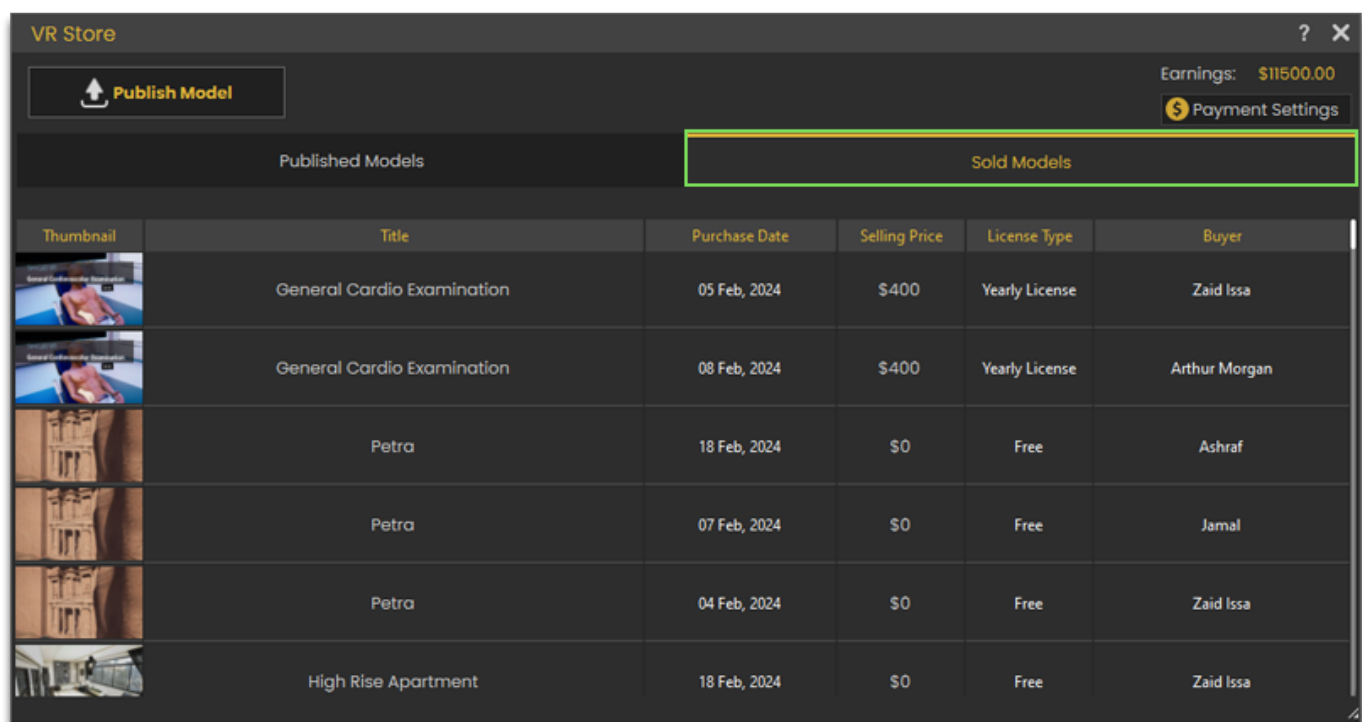 VR Store ?
Publish Model
Earnings: $11500.00
$ Payment Settings
Published Models Sold Models
Thumbnail Title Purchase Date Selling Price License Type Buyer
General Cardio Examination 05 Feb, 2024 $400 Yearly License Zaid Issa
General Cardio Examination 08 Feb, 2024 $400 Yearly License Arthur Morgan
Petra 18 Feb, 2024 $0 Free Ashraf
Petra 07 Feb, 2024 $0 Free Jamal
Petra 04 Feb, 2024 $0 Free Zaid Issa
High Rise Apartment 18 Feb, 2024 $0 Free Zaid Issa